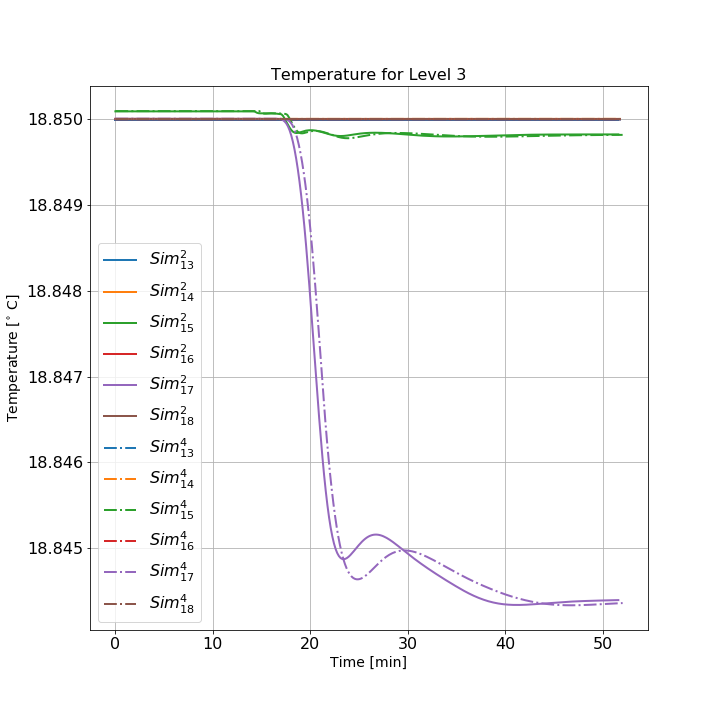 Temperature for Level 3
Temperature [° C]
18.850
18.849
18.848
18.847
18.846
18.845
Sim²₁₃
Sim²₁₄
Sim²₁₅
Sim²₁₆
Sim²₁₇
Sim²₁₈
Sim⁴₁₃
Sim⁴₁₄
Sim⁴₁₅
Sim⁴₁₆
Sim⁴₁₇
Sim⁴₁₈
0 10 20 30 40 50
Time [min]